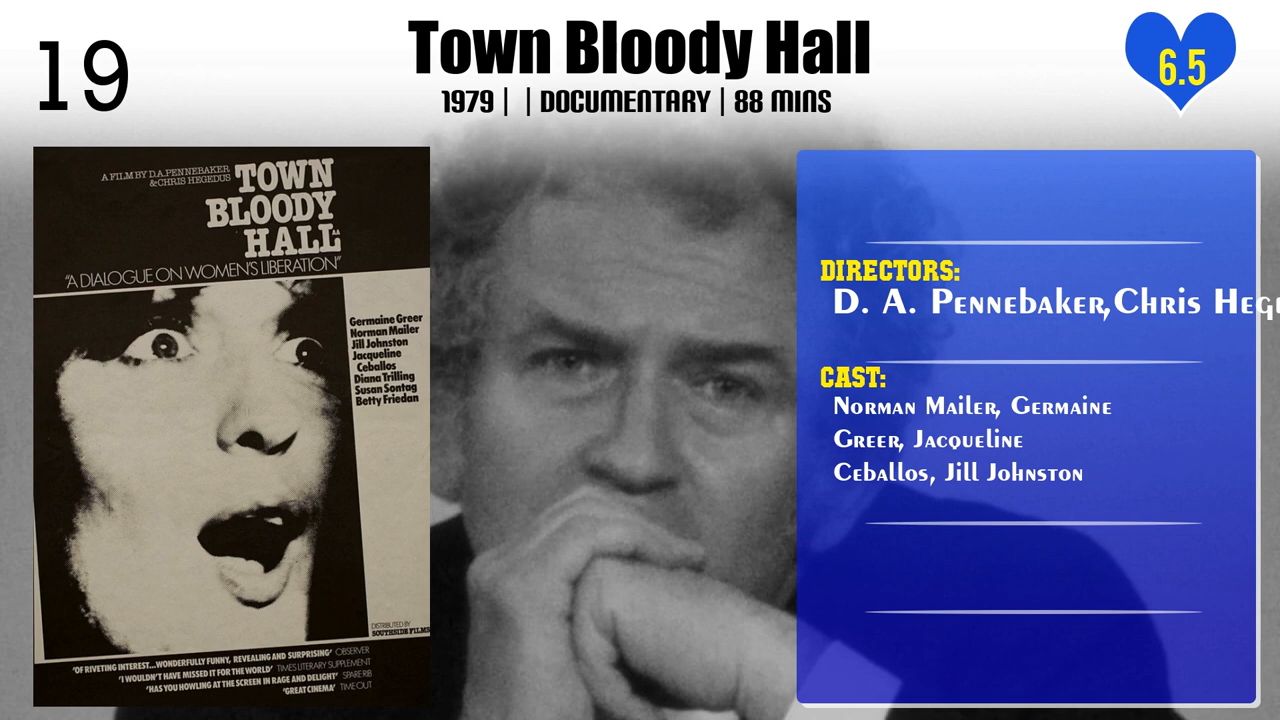 19
Town Bloody Hall
1979 | | DOCUMENTARY | 88 MINS
6.5
A FILM BY D.A. PENNEBAKER
& CHRIS HEGEDUS
TOWN
BLOODY
HALL
"A DIALOGUE ON WOMEN'S LIBERATION"
Germaine Greer
Norman Mailer
Jill Johnston
Jacqueline
Ceballos
Diana Trilling
Susan Sontag
Betty Friedan
DISTRIBUTED BY
SOUTHSIDE FILMS
'OF RIVETING INTEREST...WONDERFULLY FUNNY, REVEALING AND SURPRISING' OBSERVER
'I WOULDN'T HAVE MISSED IT FOR THE WORLD' TIMES LITERARY SUPPLEMENT
'HAS YOU HOWLING AT THE SCREEN IN RAGE AND DELIGHT' SPARE RIB
'GREAT CINEMA' TIME OUT
DIRECTORS:
D. A. Pennebaker,Chris Heg
CAST:
Norman Mailer, Germaine
Greer, Jacqueline
Ceballos, Jill Johnston